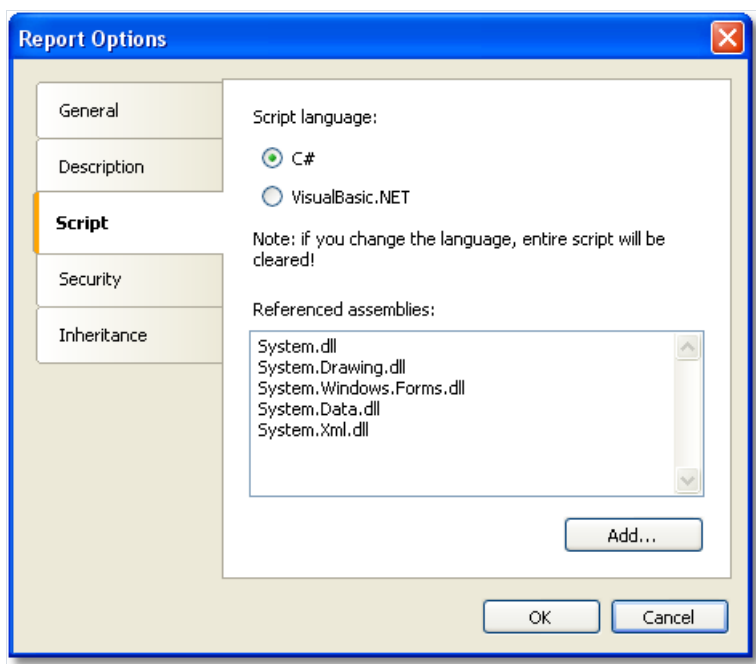 Report Options
General
Description
Script
Security
Inheritance
Script language:
C#
VisualBasic.NET
Note: if you change the language, entire script will be
cleared!
Referenced assemblies:
System.dll
System.Drawing.dll
System.Windows.Forms.dll
System.Data.dll
System.Xml.dll
Add...
OK
Cancel